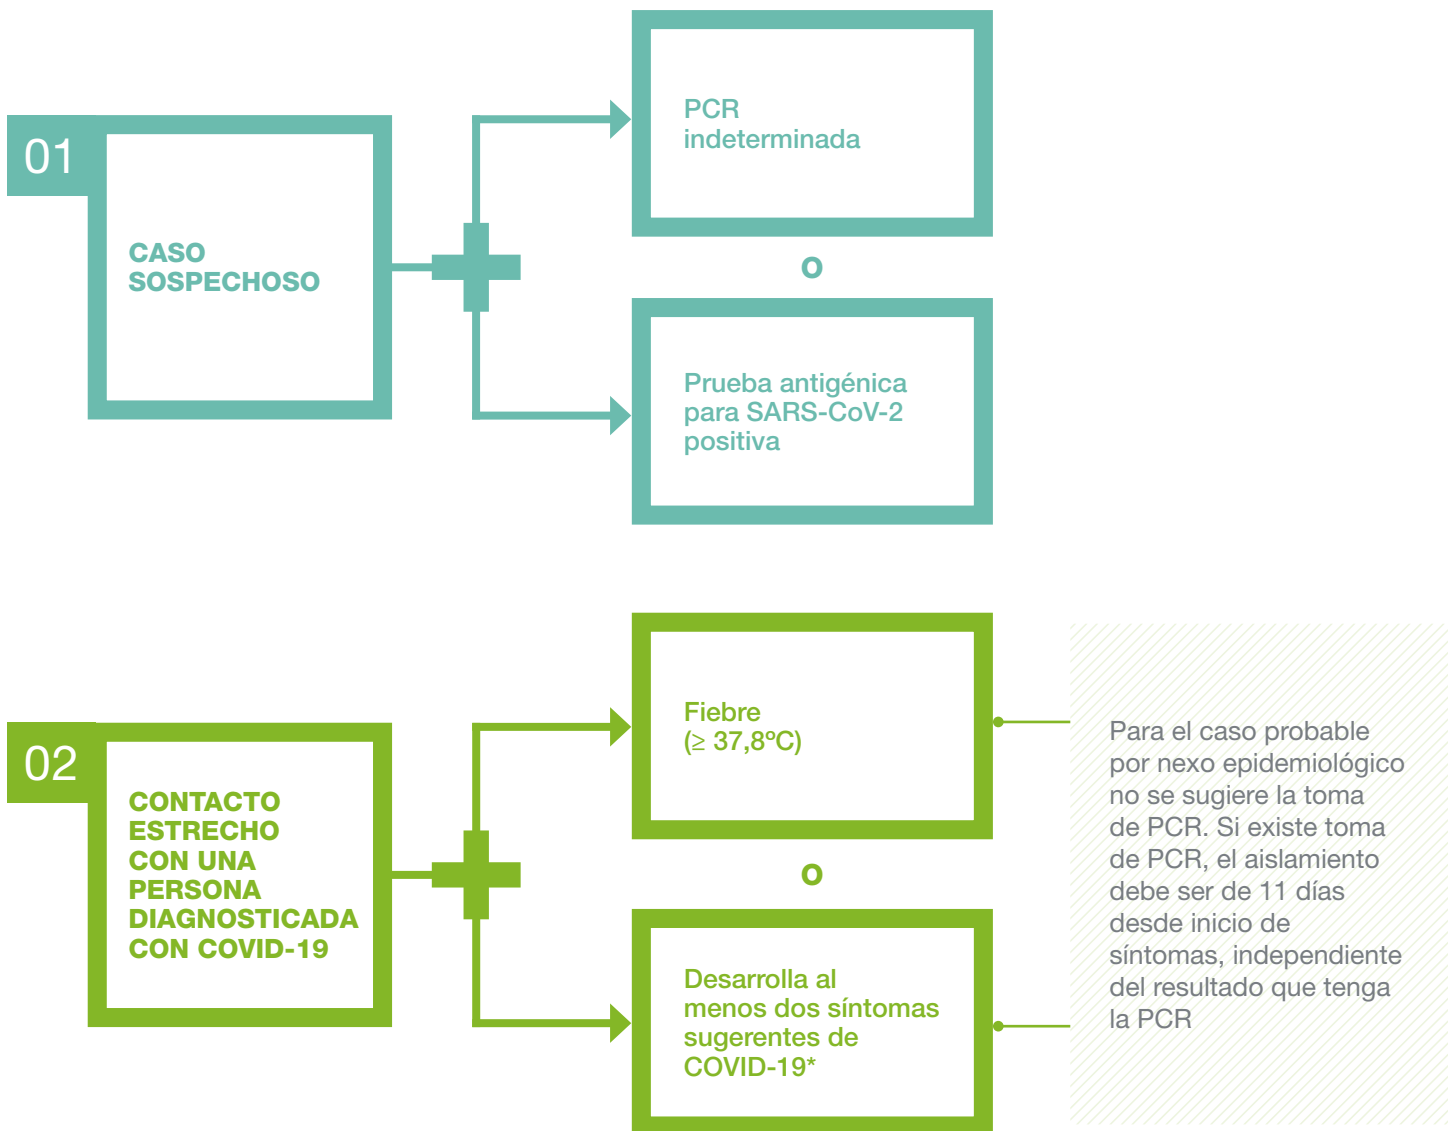 01
CASO
SOSPECHOSO
PCR
indeterminada
o
Prueba antigénica
para SARS-CoV-2
positiva
02
CONTACTO
ESTRECHO
CON UNA
PERSONA
DIAGNOSTICADA
CON COVID-19
Fiebre
(≥ 37,8ºC)
o
Desarrolla al
menos dos síntomas
sugerentes de
COVID-19*
Para el caso probable
por nexo epidemiológico
no se sugiere la toma
de PCR. Si existe toma
de PCR, el aislamiento
debe ser de 11 días
desde inicio de
síntomas, independiente
del resultado que tenga
la PCR